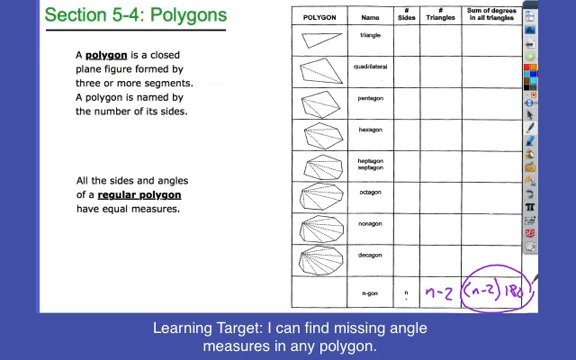 Section 5-4: Polygons
A polygon is a closed
plane figure formed by
three or more segments.
A polygon is named by
the number of its sides.
All the sides and angles
of a regular polygon
have equal measures.
POLYGON Name # Sides # Triangles Sum of degrees in all triangles
triangle
quadrilateral
pentagon
hexagon
heptagon
septagon
octagon
nonagon
decagon
n-gon n n-2 (n-2) 180
Learning Target: I can find missing angle
measures in any polygon.